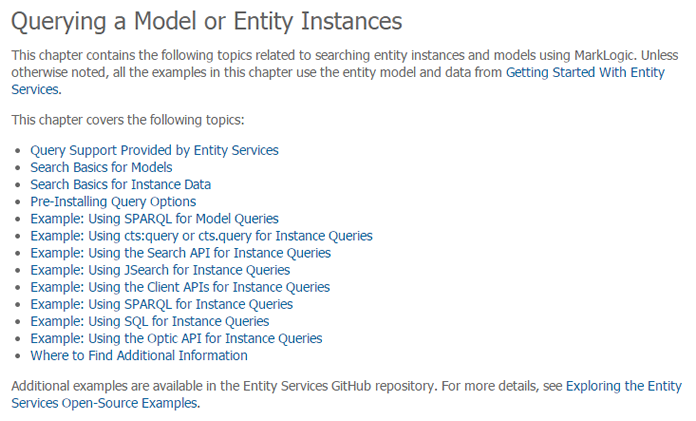 Querying a Model or Entity Instances
This chapter contains the following topics related to searching entity instances and models using MarkLogic. Unless
otherwise noted, all the examples in this chapter use the entity model and data from Getting Started With Entity
Services.
This chapter covers the following topics:
• Query Support Provided by Entity Services
• Search Basics for Models
• Search Basics for Instance Data
• Pre-Installing Query Options
• Example: Using SPARQL for Model Queries
• Example: Using cts:query or cts.query for Instance Queries
• Example: Using the Search API for Instance Queries
• Example: Using JSearch for Instance Queries
• Example: Using the Client APIs for Instance Queries
• Example: Using SPARQL for Instance Queries
• Example: Using SQL for Instance Queries
• Example: Using the Optic API for Instance Queries
• Where to Find Additional Information
Additional examples are available in the Entity Services GitHub repository. For more details, see Exploring the Entity
Services Open-Source Examples.